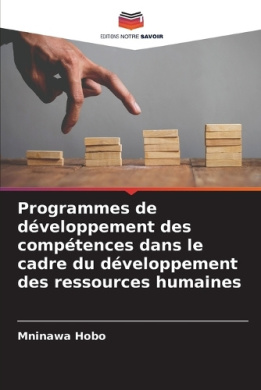 EDITIONS NOTRE SAVOIR
Programmes de
développement des
compétences dans le
cadre du développement
des ressources humaines
Mninawa Hobo